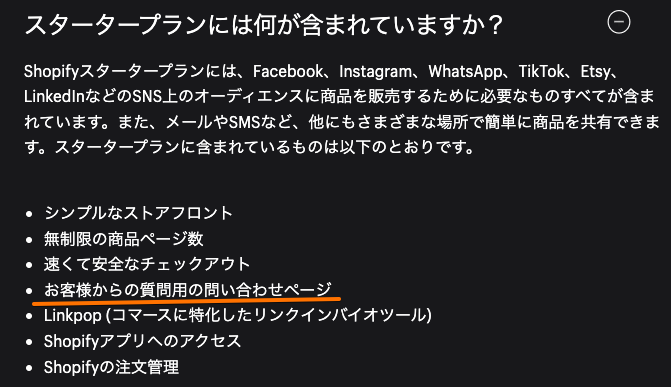 スタータープランには何が含まれていますか？
Shopifyスタータープランには、Facebook、Instagram、WhatsApp、TikTok、Etsy、
LinkedInなどのSNS上のオーディエンスに商品を販売するために必要なものすべてが含ま
れています。また、メールやSMSなど、他にもさまざまな場所で簡単に商品を共有できま
す。スタータープランに含まれているものは以下のとおりです。
• シンプルなストアフロント
• 無制限の商品ページ数
• 速くて安全なチェックアウト
• お客様からの質問用の問い合わせページ
• Linkpop (コマースに特化したリンクインバイオツール)
• Shopifyアプリへのアクセス
• Shopifyの注文管理